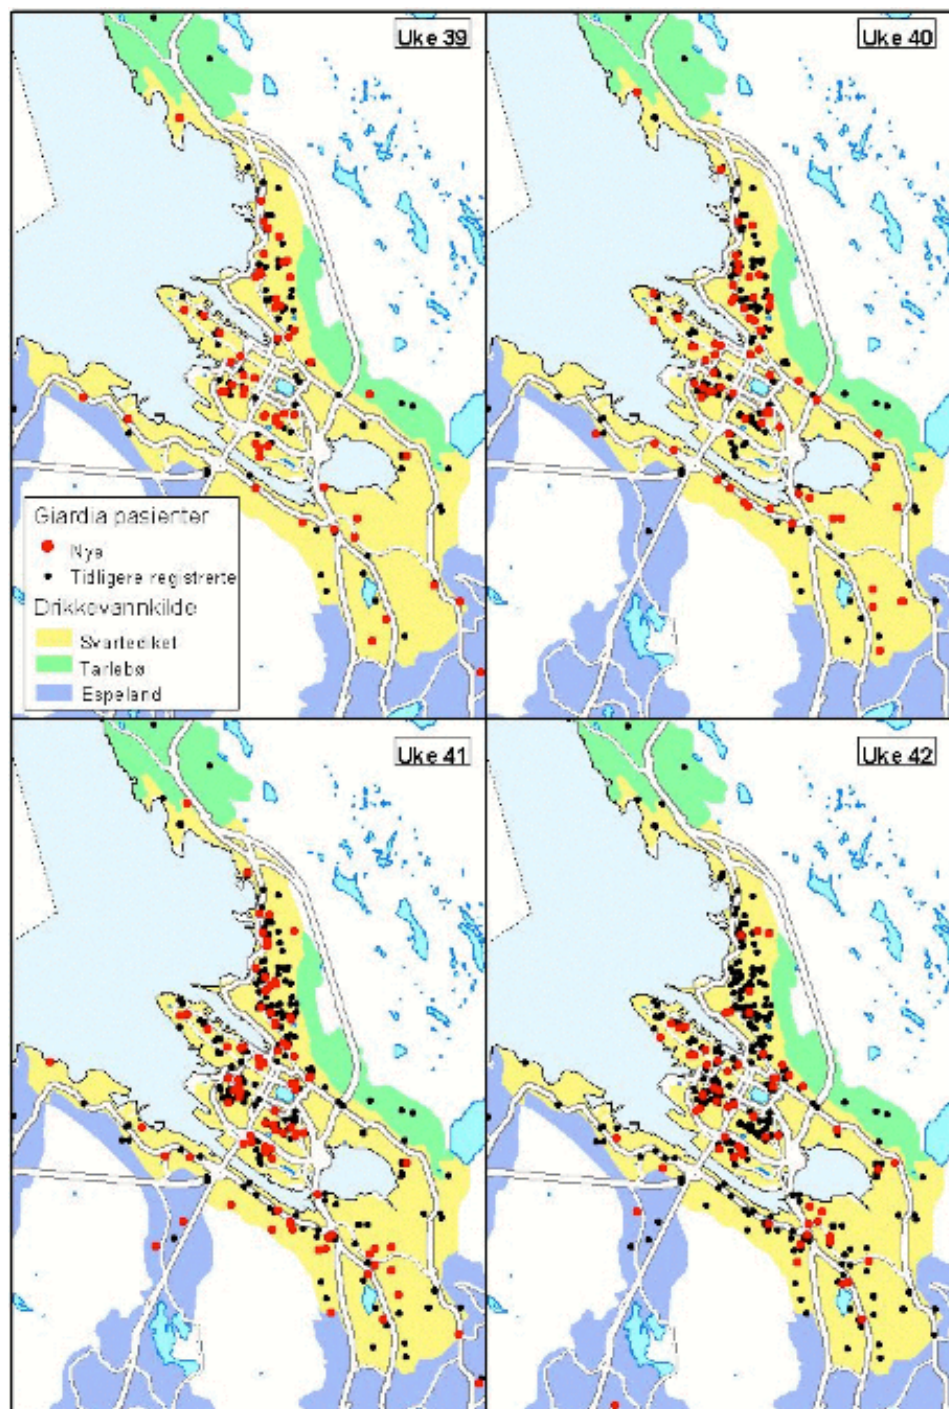 Uke 39
Uke 40
Giardia pasienter
Nye
Tidligere registrerte
Drikkevannkilde
Svartediket
Tarlebø
Espeland
Uke 41
Uke 42